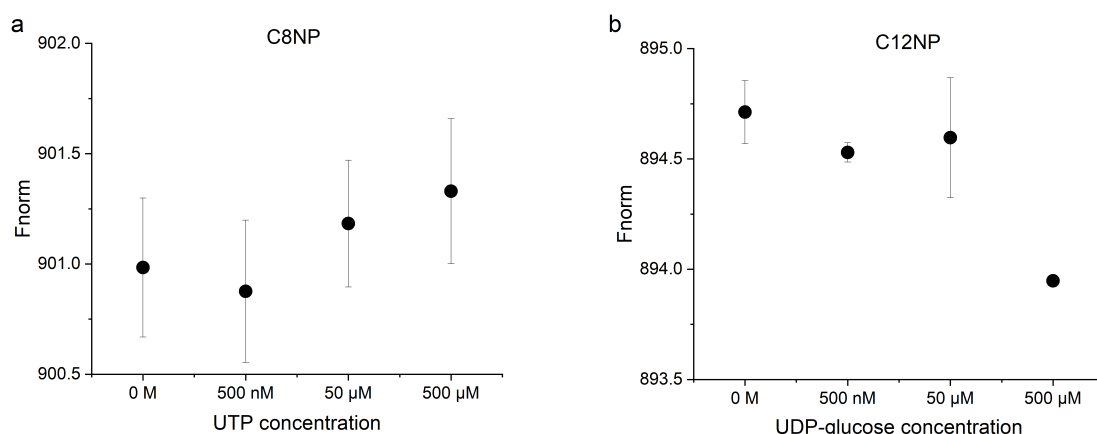 a
C8NP
902.0
901.5
901.0
900.5
Fnorm
0 M 500 nM 50 µM 500 µM
UTP concentration
b
C12NP
895.0
894.5
894.0
893.5
Fnorm
0 M 500 nM 50 µM 500 µM
UDP-glucose concentration